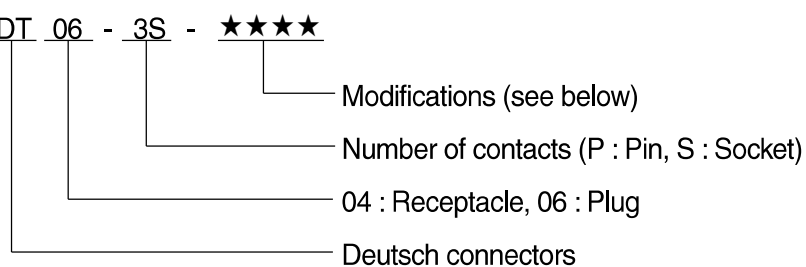 DT 06 - 3S - ★★★★
Modifications (see below)
Number of contacts (P : Pin, S : Socket)
04 : Receptacle, 06 : Plug
Deutsch connectors